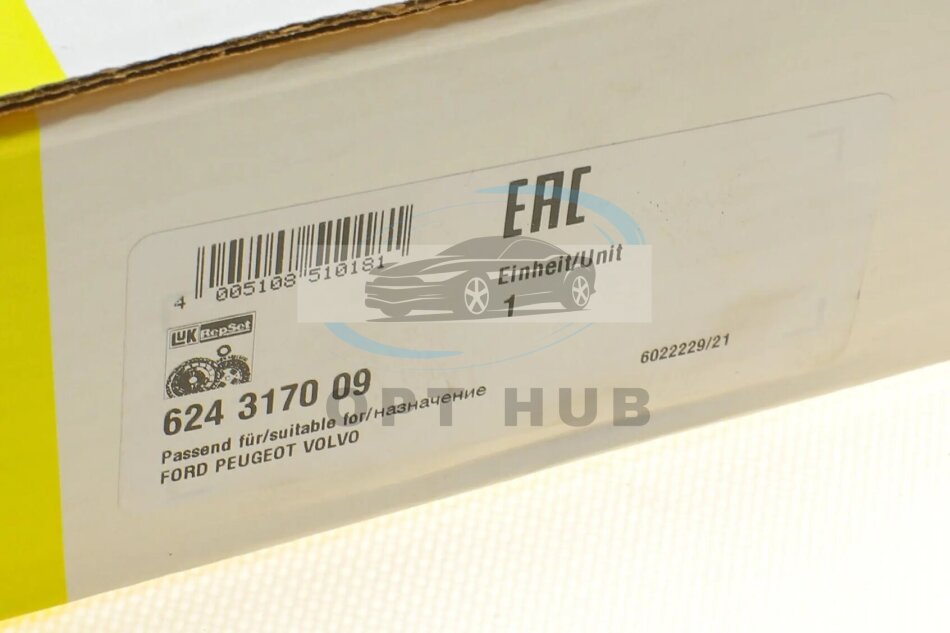 EAC
4 005108 510181
Einheit/Unit
1
LUK RepSet
6022229/21
624 3170 09
OPT HUB
Passend für/suitable for/назначение
FORD PEUGEOT VOLVO